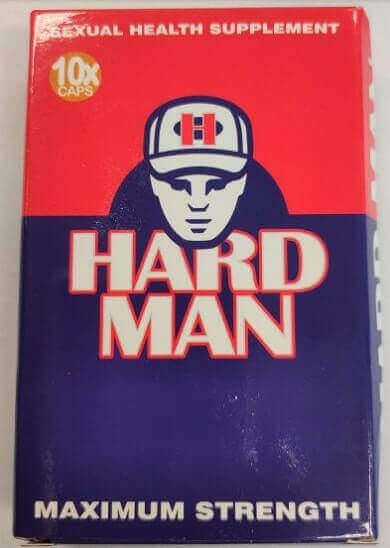 SEXUAL HEALTH SUPPLEMENT
10x
CAPS
H
HARD
MAN
MAXIMUM STRENGTH